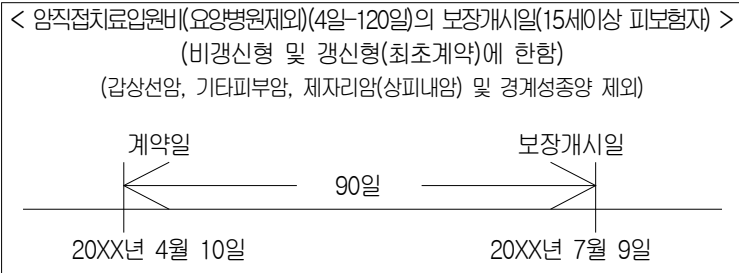 < 암직접치료입원비(요양병원제외)(4일-120일)의 보장개시일(15세이상 피보험자) >
(비갱신형 및 갱신형(최초계약)에 한함)
(갑상선암, 기타피부암, 제자리암(상피내암) 및 경계성종양 제외)
계약일 보장개시일
90일
20XX년 4월 10일 20XX년 7월 9일